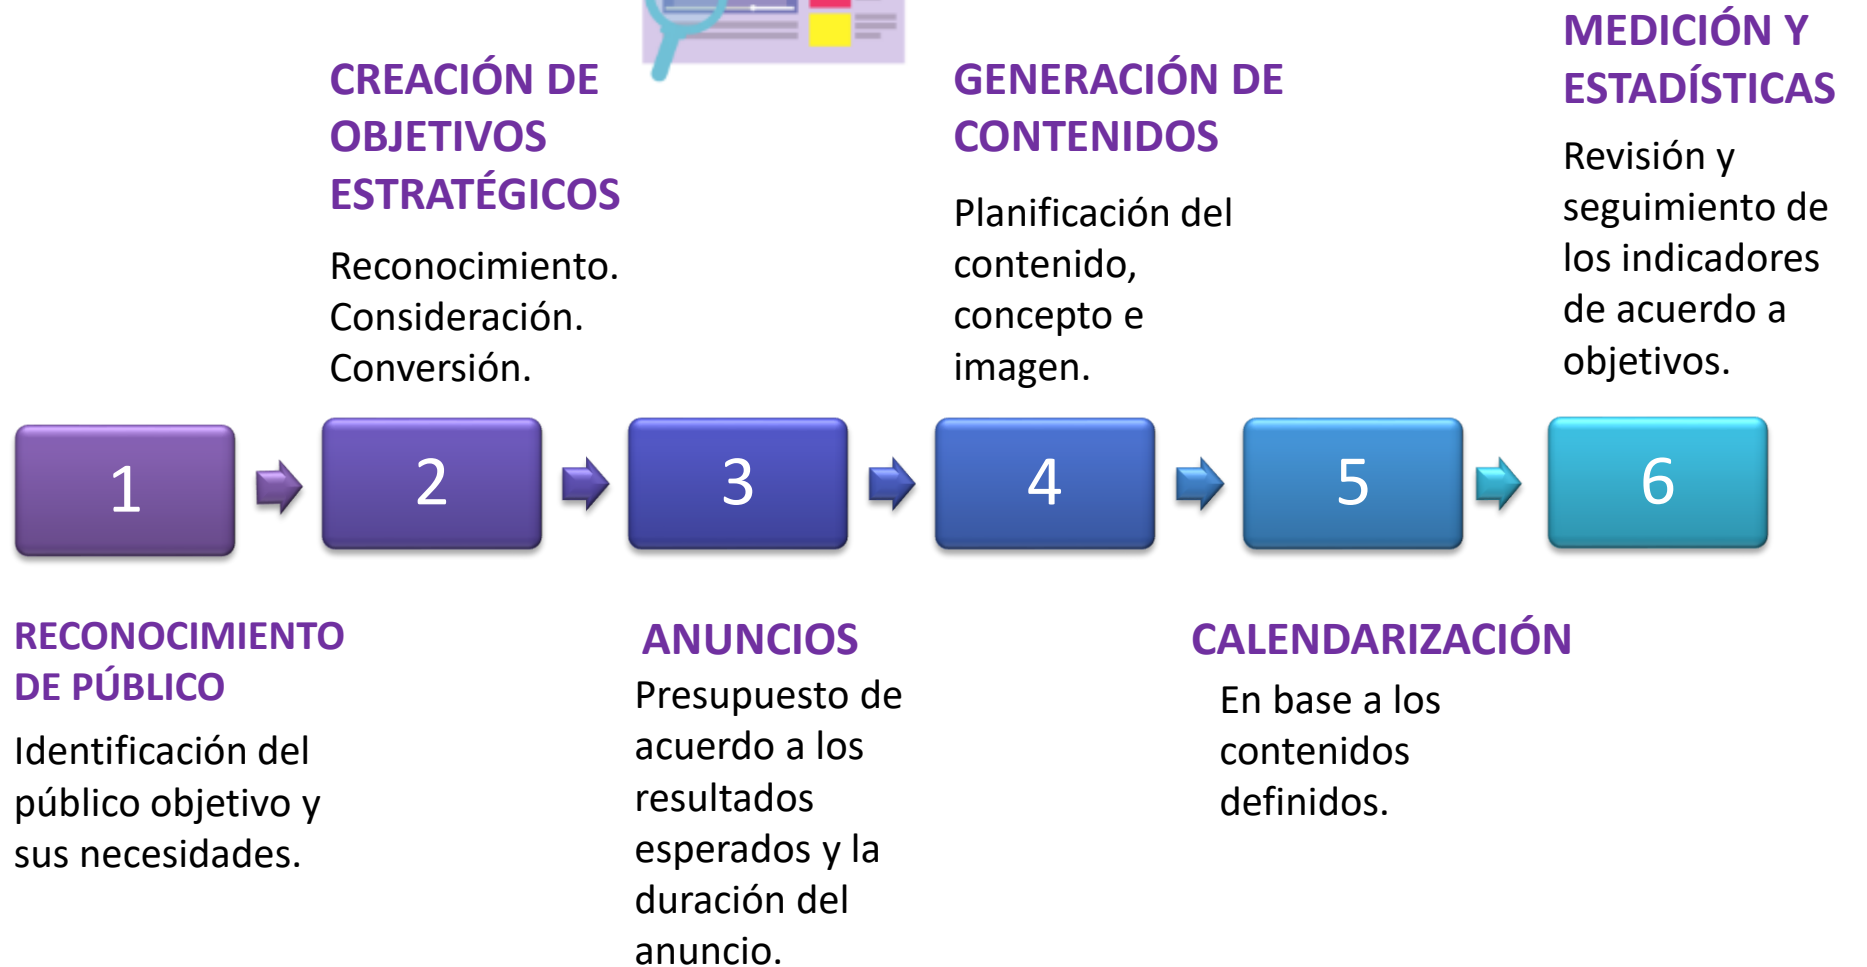 CREACIÓN DE
OBJETIVOS
ESTRATÉGICOS
Reconocimiento.
Consideración.
Conversión.
GENERACIÓN DE
CONTENIDOS
Planificación del
contenido,
concepto e
imagen.
MEDICIÓN Y
ESTADÍSTICAS
Revisión y
seguimiento de
los indicadores
de acuerdo a
objetivos.
1
2
3
4
5
6
RECONOCIMIENTO
DE PÚBLICO
Identificación del
público objetivo y
sus necesidades.
ANUNCIOS
Presupuesto de
acuerdo a los
resultados
esperados y la
duración del
anuncio.
CALENDARIZACIÓN
En base a los
contenidos
definidos.